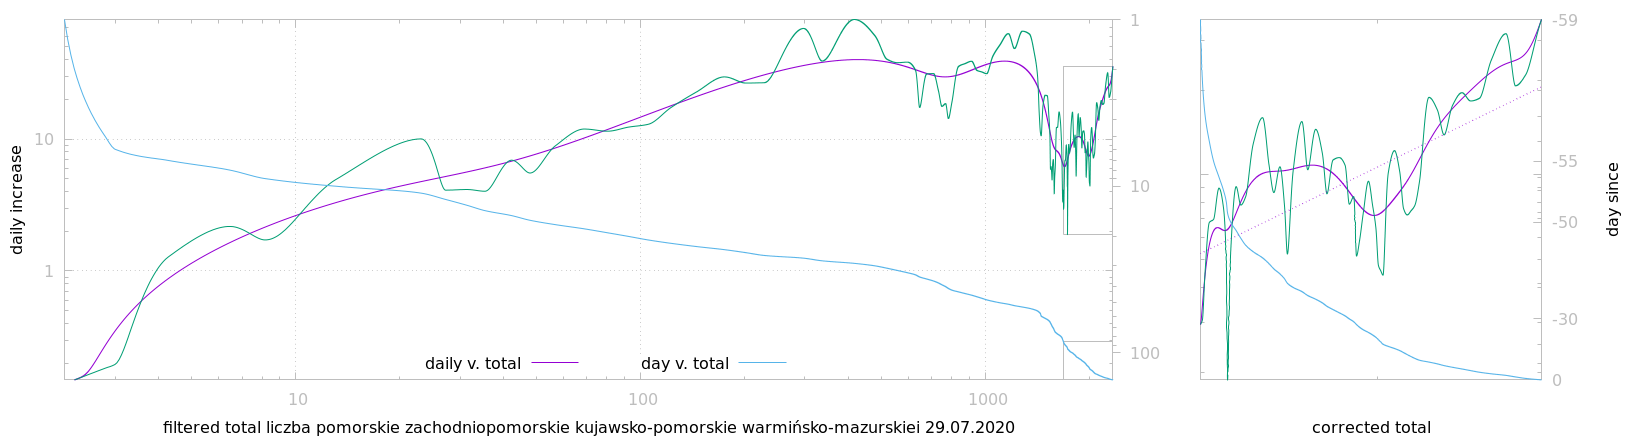 daily increase
10
1
daily v. total
day v. total
10
100
1000
1
10
100
filtered total liczba pomorskie zachodniopomorskie kujawsko-pomorskie warmińsko-mazurskiei 29.07.2020
-59
-55
-50
-30
0
day since
corrected total